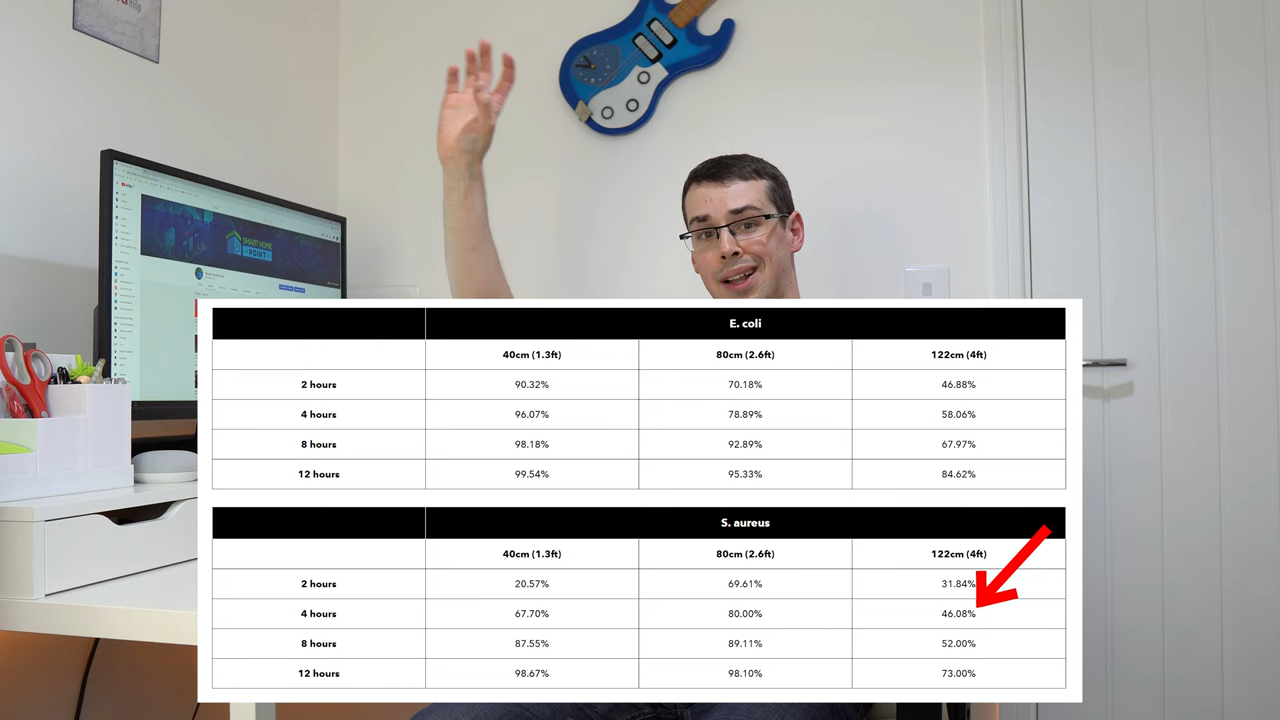 SMART HOME
POINT
E. coli
40cm (1.3ft) 80cm (2.6ft) 122cm (4ft)
2 hours 90.32% 70.18% 46.88%
4 hours 96.07% 78.89% 58.06%
8 hours 98.18% 92.89% 67.97%
12 hours 99.54% 95.33% 84.62%
S. aureus
40cm (1.3ft) 80cm (2.6ft) 122cm (4ft)
2 hours 20.57% 69.61% 31.84%
4 hours 67.70% 80.00% 46.08%
8 hours 87.55% 89.11% 52.00%
12 hours 98.67% 98.10% 73.00%